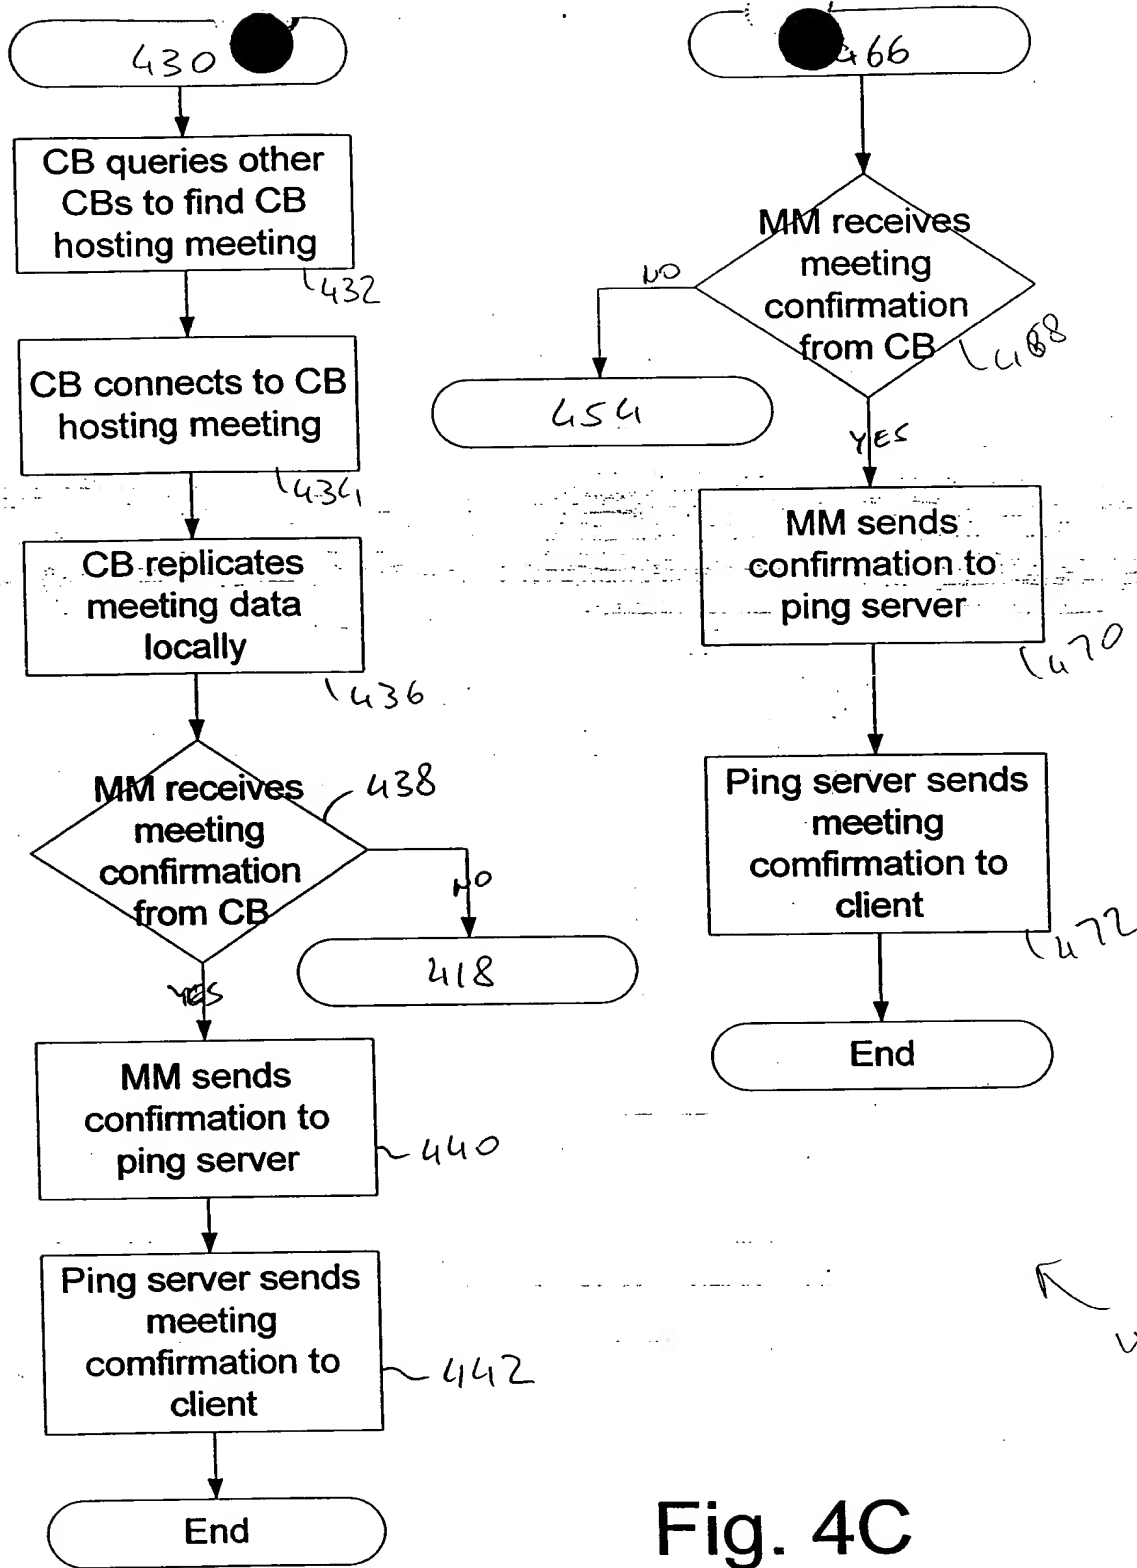 430
CB queries other
CBs to find CB
hosting meeting
432
CB connects to CB
hosting meeting
434
CB replicates
meeting data
locally
436
MM receives
meeting
confirmation
from CB
438
NO
418
YES
MM sends
confirmation to
ping server
440
Ping server sends
meeting
comfirmation to
client
442
End
466
MM receives
meeting
confirmation
from CB
468
NO
454
YES
MM sends
confirmation to
ping server
470
Ping server sends
meeting
comfirmation to
client
472
End
Fig. 4C